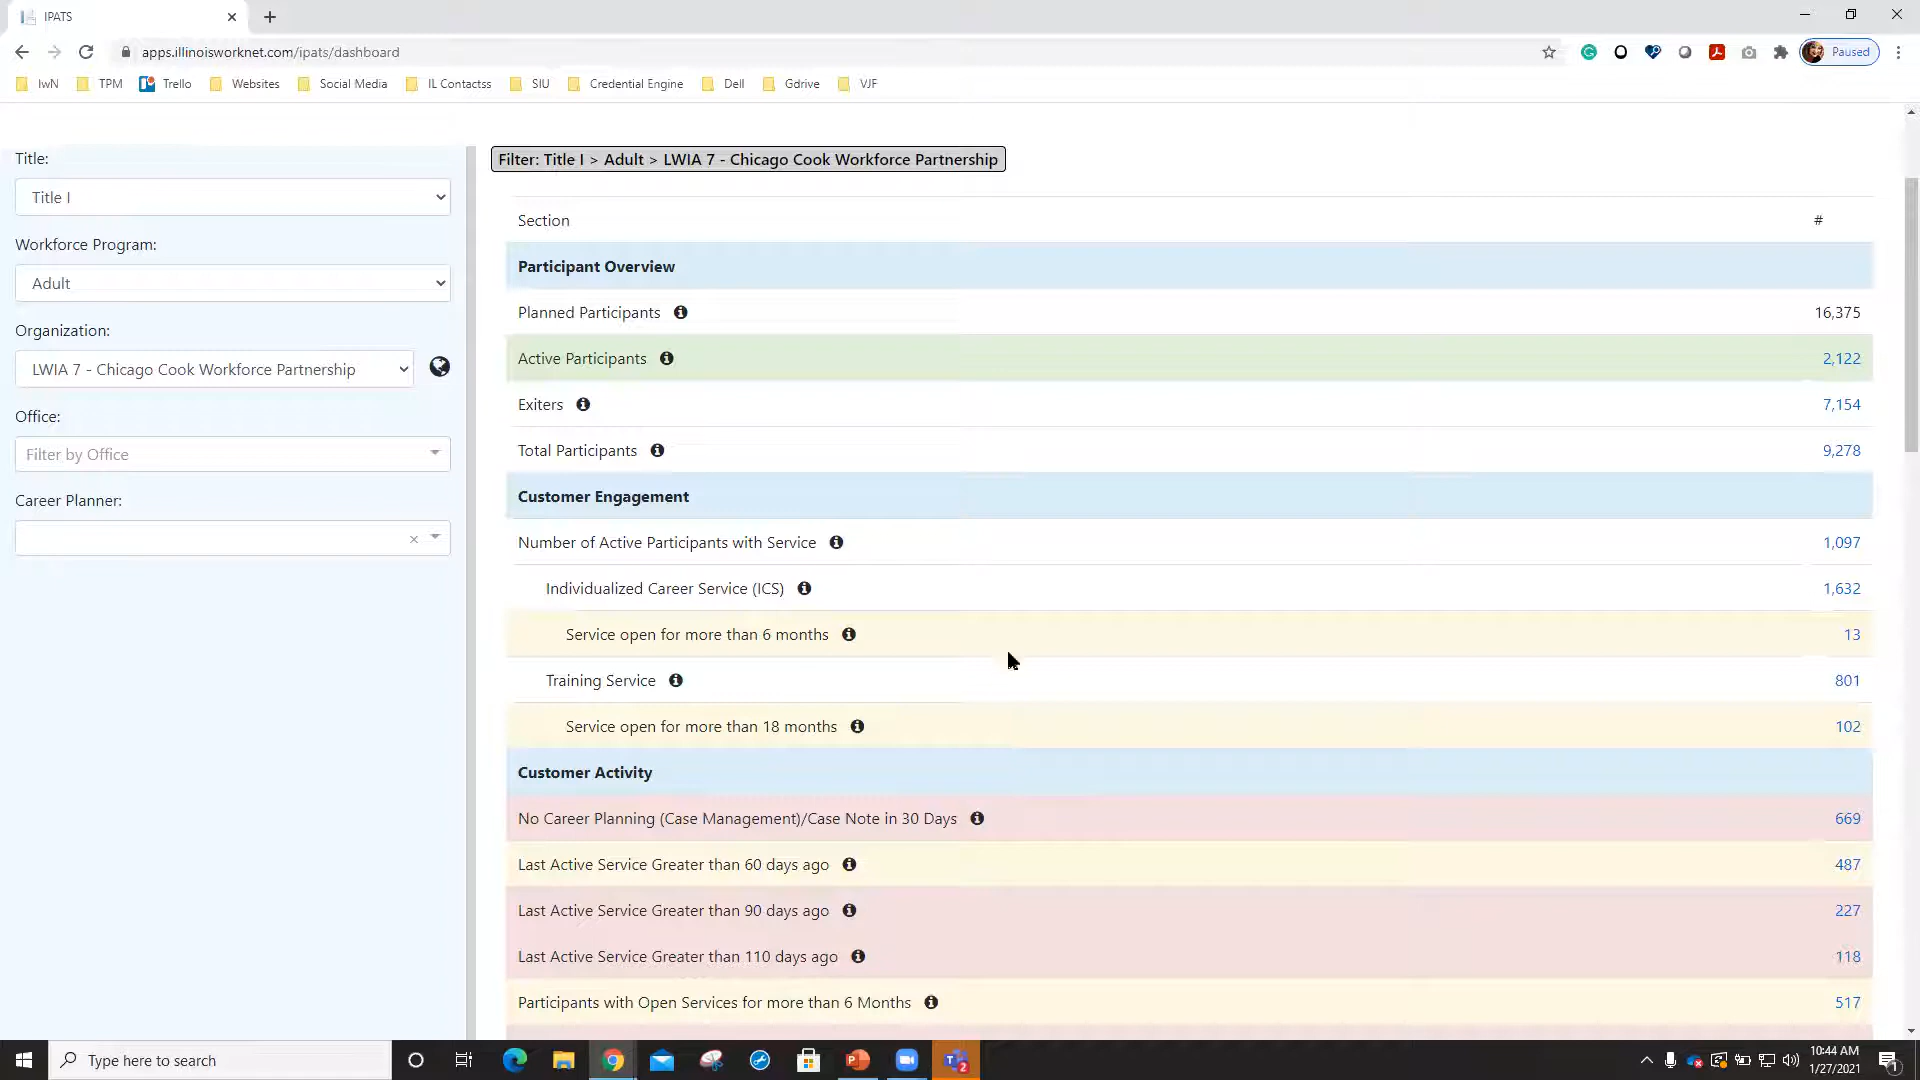 IPATS
apps.illinoisworknet.com/ipats/dashboard
Paused
IwN TPM Trello Websites Social Media IL Contactss SIU Credential Engine Dell Gdrive VJF
Title:
Title I
Workforce Program:
Adult
Organization:
LWIA 7 - Chicago Cook Workforce Partnership
Office:
Filter by Office
Career Planner:
Filter: Title I > Adult > LWIA 7 - Chicago Cook Workforce Partnership
Section #
Participant Overview
Planned Participants 16,375
Active Participants 2,122
Exiters 7,154
Total Participants 9,278
Customer Engagement
Number of Active Participants with Service 1,097
Individualized Career Service (ICS) 1,632
Service open for more than 6 months 13
Training Service 801
Service open for more than 18 months 102
Customer Activity
No Career Planning (Case Management)/Case Note in 30 Days 669
Last Active Service Greater than 60 days ago 487
Last Active Service Greater than 90 days ago 227
Last Active Service Greater than 110 days ago 118
Participants with Open Services for more than 6 Months 517
Type here to search
10:44 AM
1/27/2021